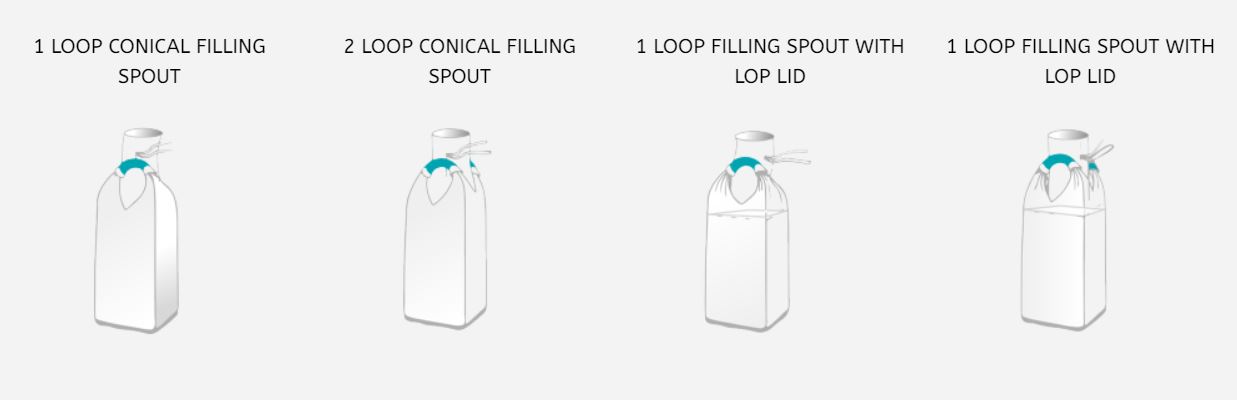 1 LOOP CONICAL FILLING
SPOUT
2 LOOP CONICAL FILLING
SPOUT
1 LOOP FILLING SPOUT WITH
LOP LID
1 LOOP FILLING SPOUT WITH
LOP LID